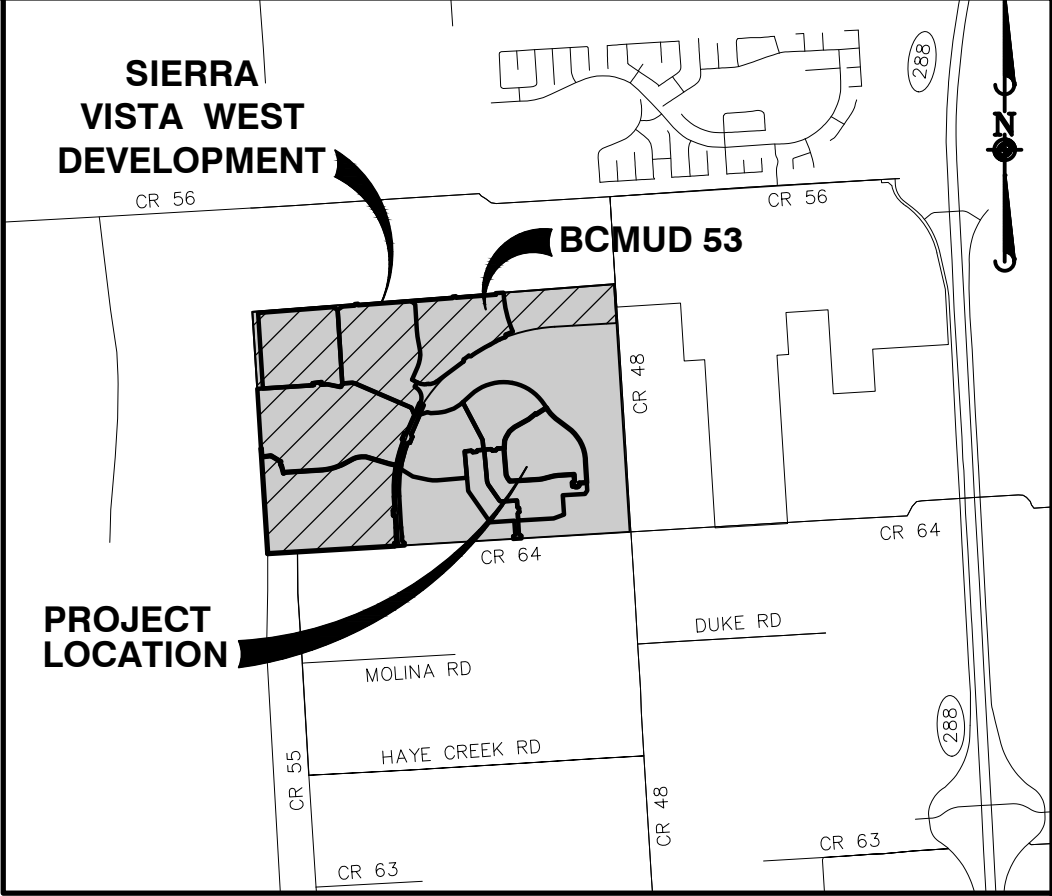 288
SIERRA
VISTA WEST
DEVELOPMENT
N
CR 56
CR 56
BCMUD 53
CR 48
CR 64
CR 64
PROJECT
LOCATION
DUKE RD
MOLINA RD
288
HAYE CREEK RD
CR 55
CR 48
CR 63
CR 63